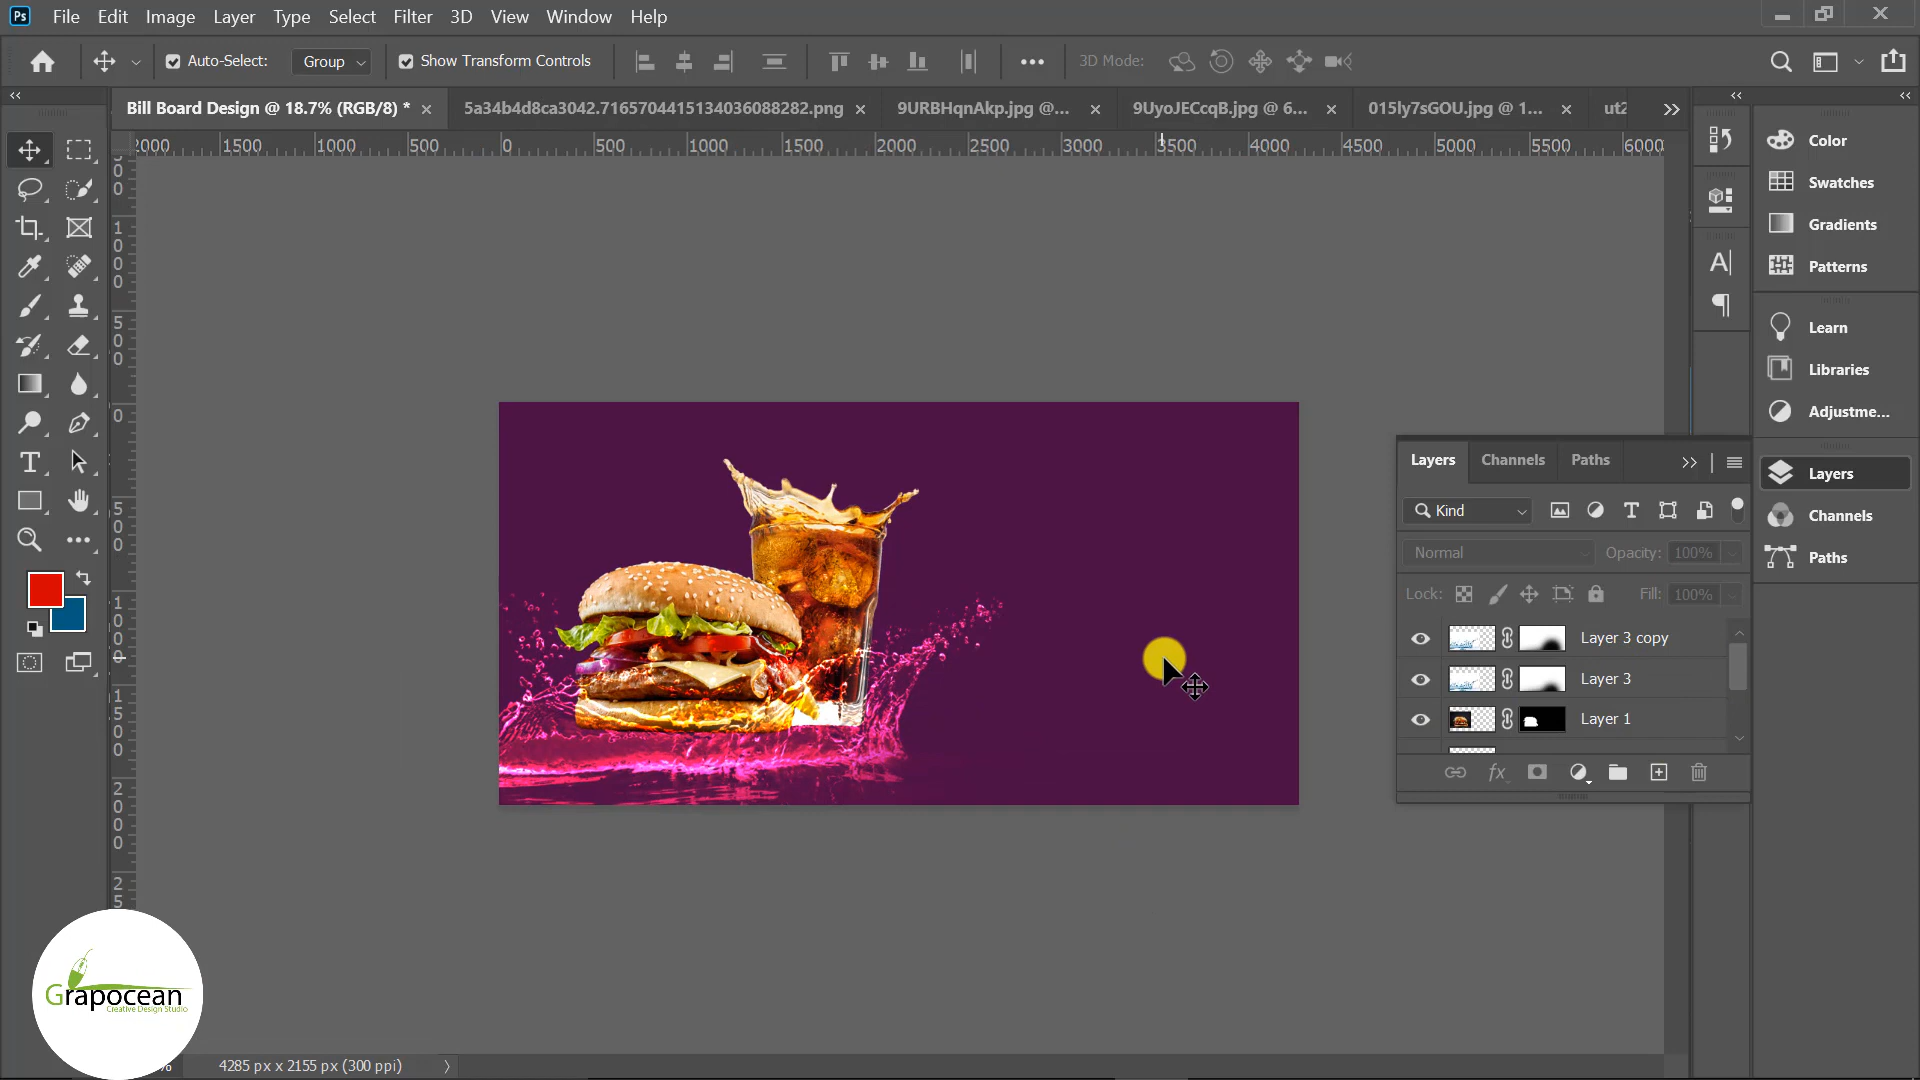 Ps File Edit Image Layer Type Select Filter 3D View Window Help
Auto-Select: Group Show Transform Controls 3D Mode:
Bill Board Design @ 18.7% (RGB/8) * 5a34b4d8ca3042.7165704415134036088282.png 9URBHqnAkp.jpg @... 9UyoJECcqB.jpg @ 6... 015ly7sGOU.jpg @ 1... ut2
2000 1500 1000 500 0 500 1000 1500 2000 2500 3000 3500 4000 4500 5000 5500 6000
Color
Swatches
Gradients
Patterns
Learn
Libraries
Adjustme...
Layers
Channels
Paths
Layers Channels Paths
Kind
Normal Opacity: 100%
Lock: Fill: 100%
Layer 3 copy
Layer 3
Layer 1
fx
Grapocean
Creative Design Studio
% 4285 px x 2155 px (300 ppi)